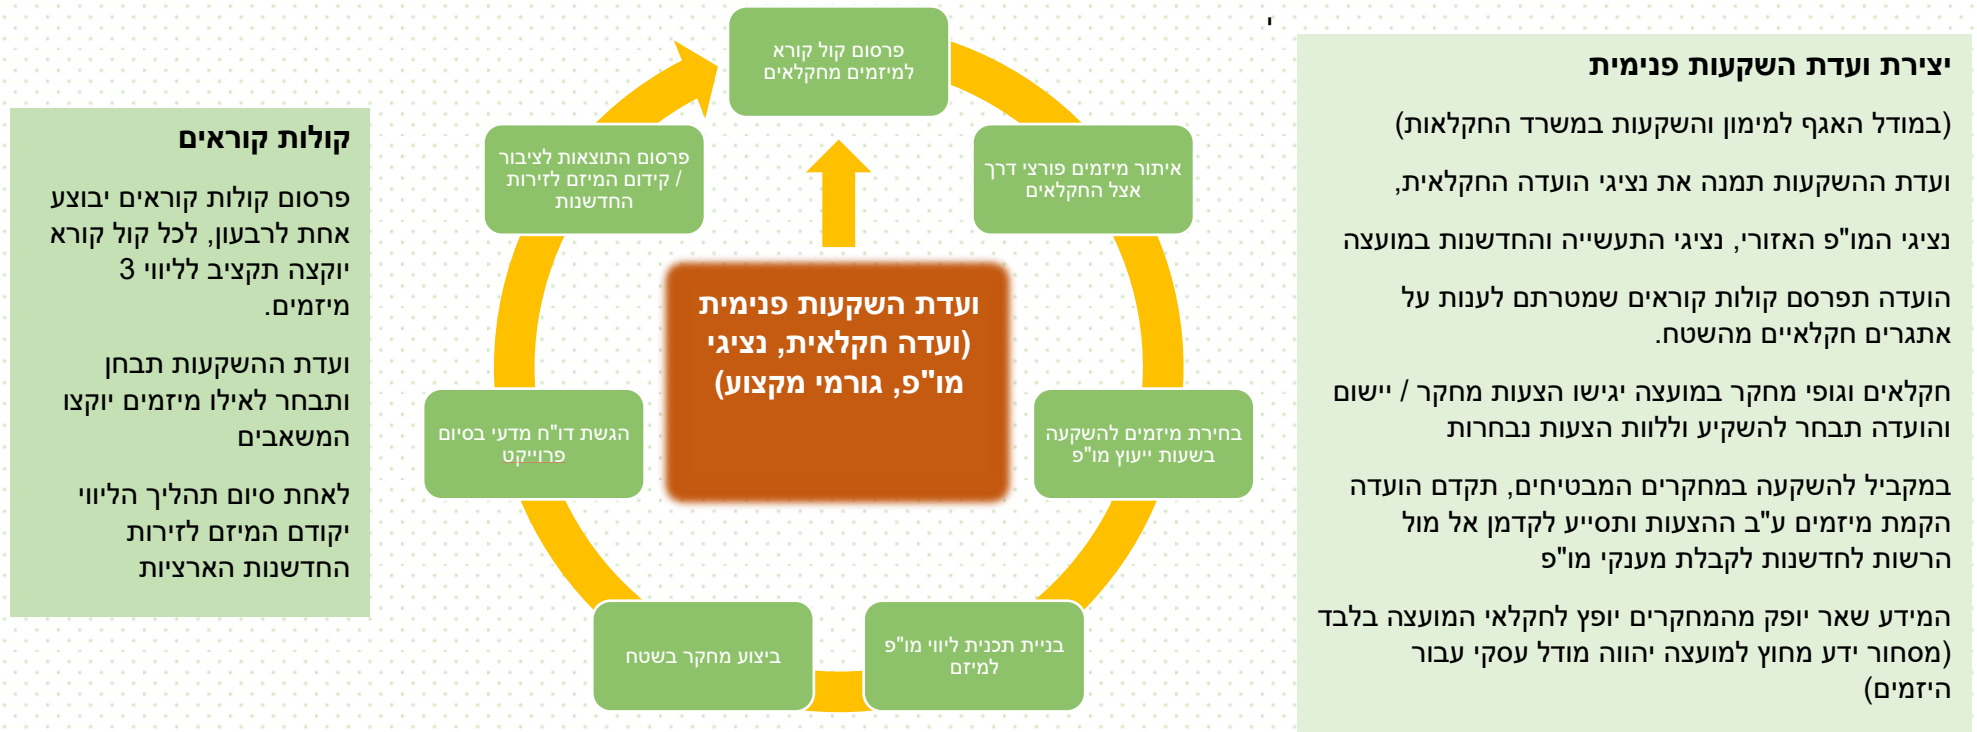 י
יצירת ועדת השקעות פנימית
(במודל האגף למימון והשקעות במשרד החקלאות)
ועדת ההשקעות תמנה את נציגי הועדה החקלאית,
נציגי המו"פ האזורי, נציגי התעשייה והחדשנות במועצה
הועדה תפרסם קולות קוראים שמטרתם לענות על
אתגרים חקלאיים מהשטח.
חקלאים וגופי מחקר במועצה יגישו הצעות מחקר / יישום
והועדה תבחר להשקיע וללוות הצעות נבחרות
במקביל להשקעה במחקרים המבטיחים, תקדם הועדה
הקמת מיזמים ע"ב ההצעות ותסייע לקדמן אל מול
הרשות לחדשנות לקבלת מענקי מו"פ
המידע שאר יופק מהמחקרים יופץ לחקלאי המועצה בלבד
(מסחור ידע מחוץ למועצה יהווה מודל עסקי עבור
היזמים)
פרסום קול קורא
למיזמים מחקלאים
איתור מיזמים פורצי דרך
אצל החקלאים
בחירת מיזמים להשקעה
בשעות ייעוץ מו"פ
בניית תכנית ליווי מו"פ
למיזם
ביצוע מחקר בשטח
הגשת דו"ח מדעי בסיום
פרוייקט
פרסום התוצאות לציבור
/ קידום המיזם לזירות
החדשנות
ועדת השקעות פנימית
(ועדה חקלאית, נציגי
מו"פ, גורמי מקצוע)
קולות קוראים
פרסום קולות קוראים יבוצע
אחת לרבעון, לכל קול קורא
יוקצה תקציב לליווי 3
מיזמים.
ועדת ההשקעות תבחן
ותבחר לאילו מיזמים יוקצו
המשאבים
לאחת סיום תהליך הליווי
יקודם המיזם לזירות
החדשנות הארציות